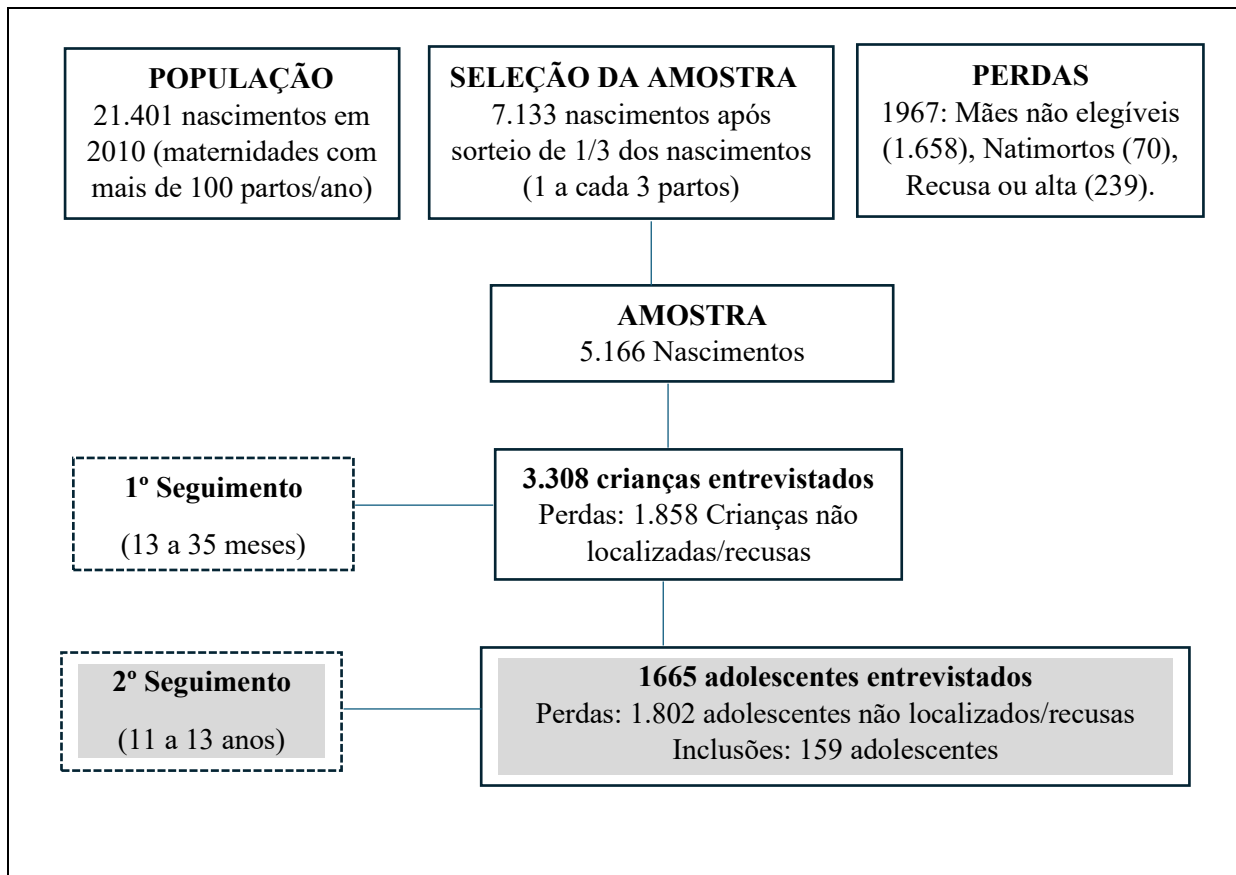 POPULAÇÃO
21.401 nascimentos em
2010 (maternidades com
mais de 100 partos/ano)
SELEÇÃO DA AMOSTRA
7.133 nascimentos após
sorteio de 1/3 dos nascimentos
(1 a cada 3 partos)
PERDAS
1967: Mães não elegíveis
(1.658), Natimortos (70),
Recusa ou alta (239).
AMOSTRA
5.166 Nascimentos
1º Seguimento
(13 a 35 meses)
3.308 crianças entrevistados
Perdas: 1.858 Crianças não
localizadas/recusas
2º Seguimento
(11 a 13 anos)
1665 adolescentes entrevistados
Perdas: 1.802 adolescentes não localizados/recusas
Inclusões: 159 adolescentes